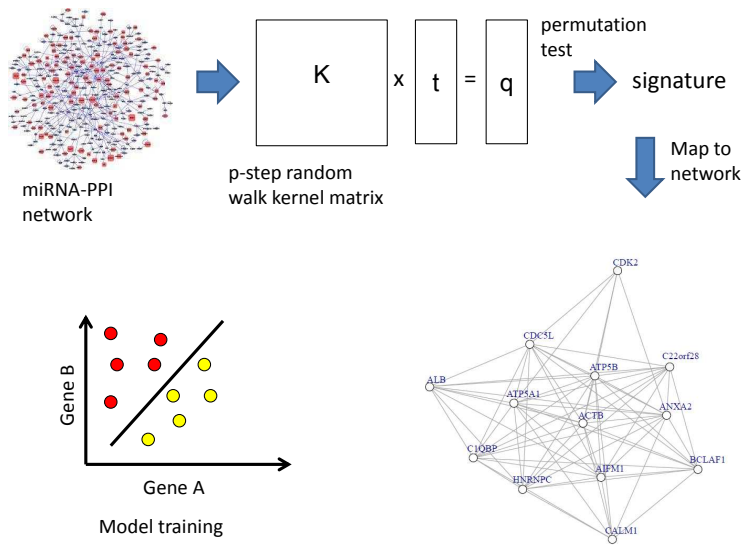 permutation
test
K
x
t
=
q
signature
miRNA-PPI
network
p-step random
walk kernel matrix
Map to
network
Gene B
Gene A
Model training
CDK2
CDC5L
C22orf28
ATP5B
ALB
ATP5A1
ANXA2
ACTB
C1QBP
BCLAF1
AIFM1
HNRNPC
CALM1